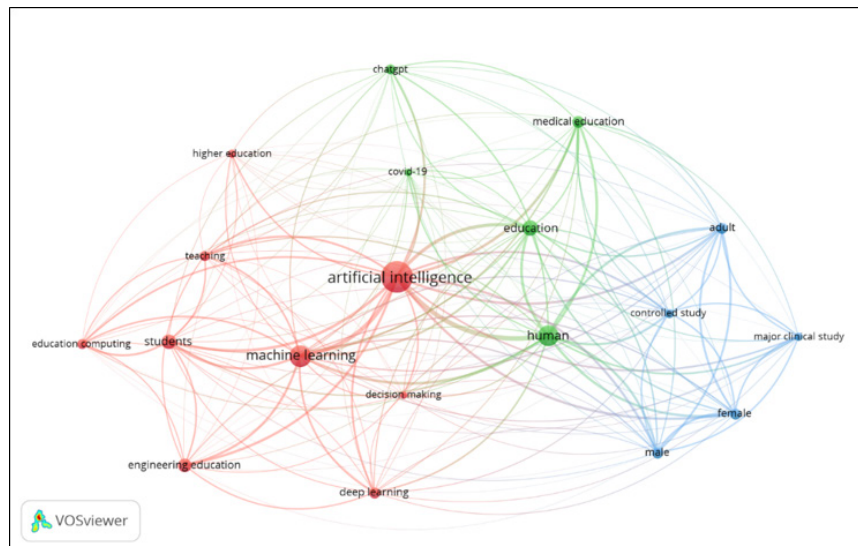 chatgpt
medical education
higher education
covid-19
education
adult
teaching
artificial intelligence
controlled study
human
major clinical study
education computing
students
machine learning
decision making
female
male
engineering education
deep learning
VOSviewer